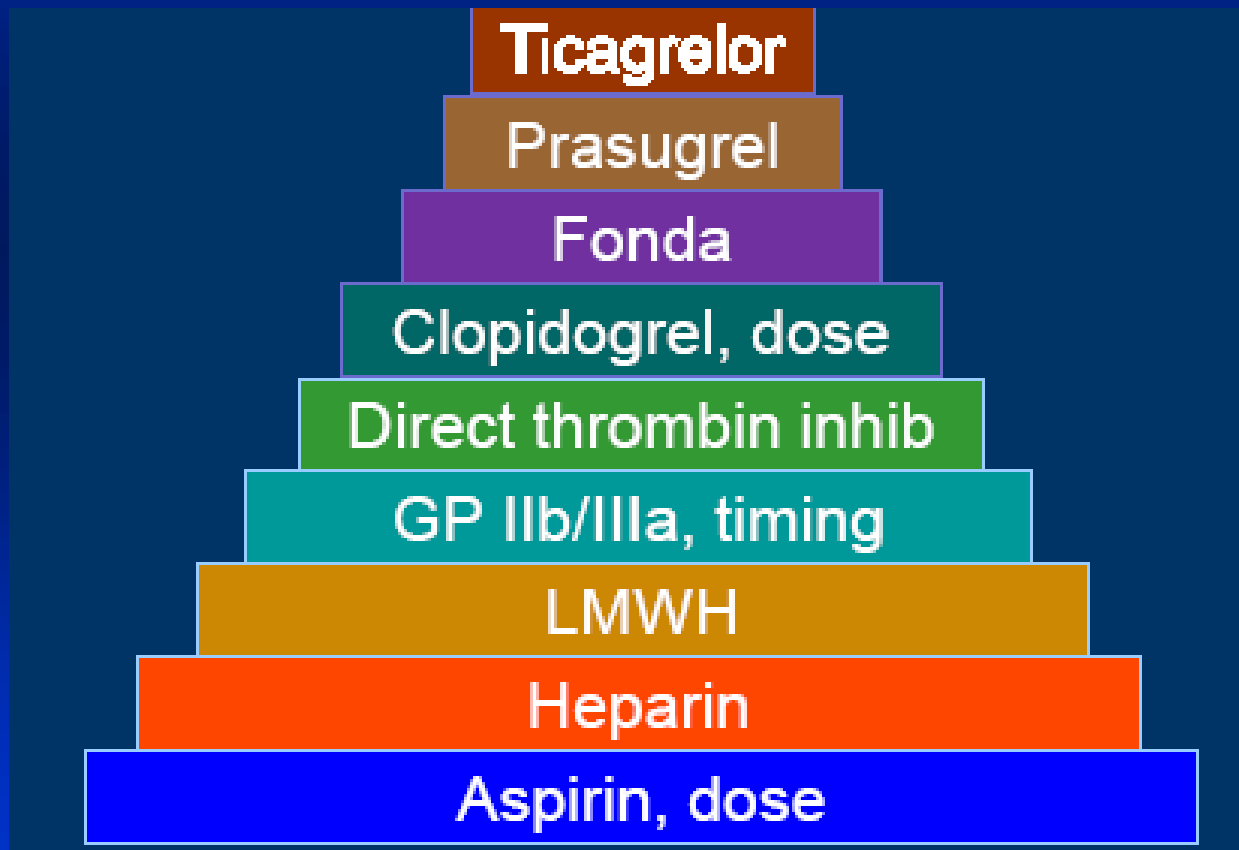 Ticagrelor
Prasugrel
Fonda
Clopidogrel, dose
Direct thrombin inhib
GP IIb/IIIa, timing
LMWH
Heparin
Aspirin, dose